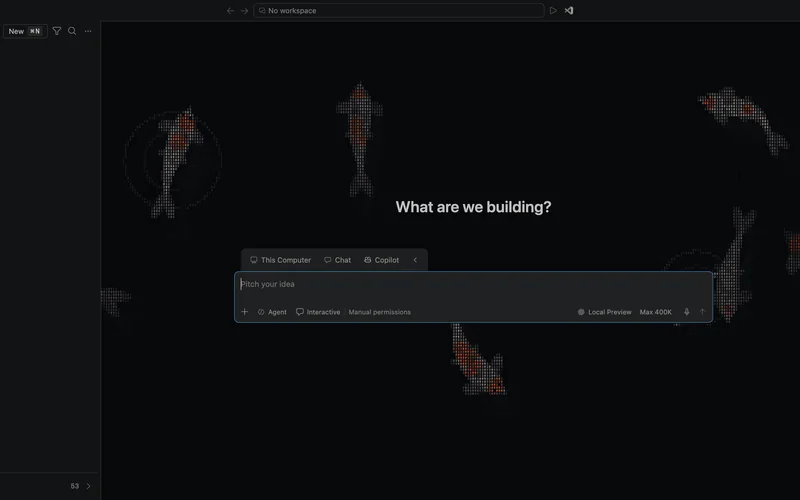 No workspace
New ⌘N
What are we building?
This Computer Chat Copilot
Pitch your idea
Agent Interactive Manual permissions Local Preview Max 400K
53